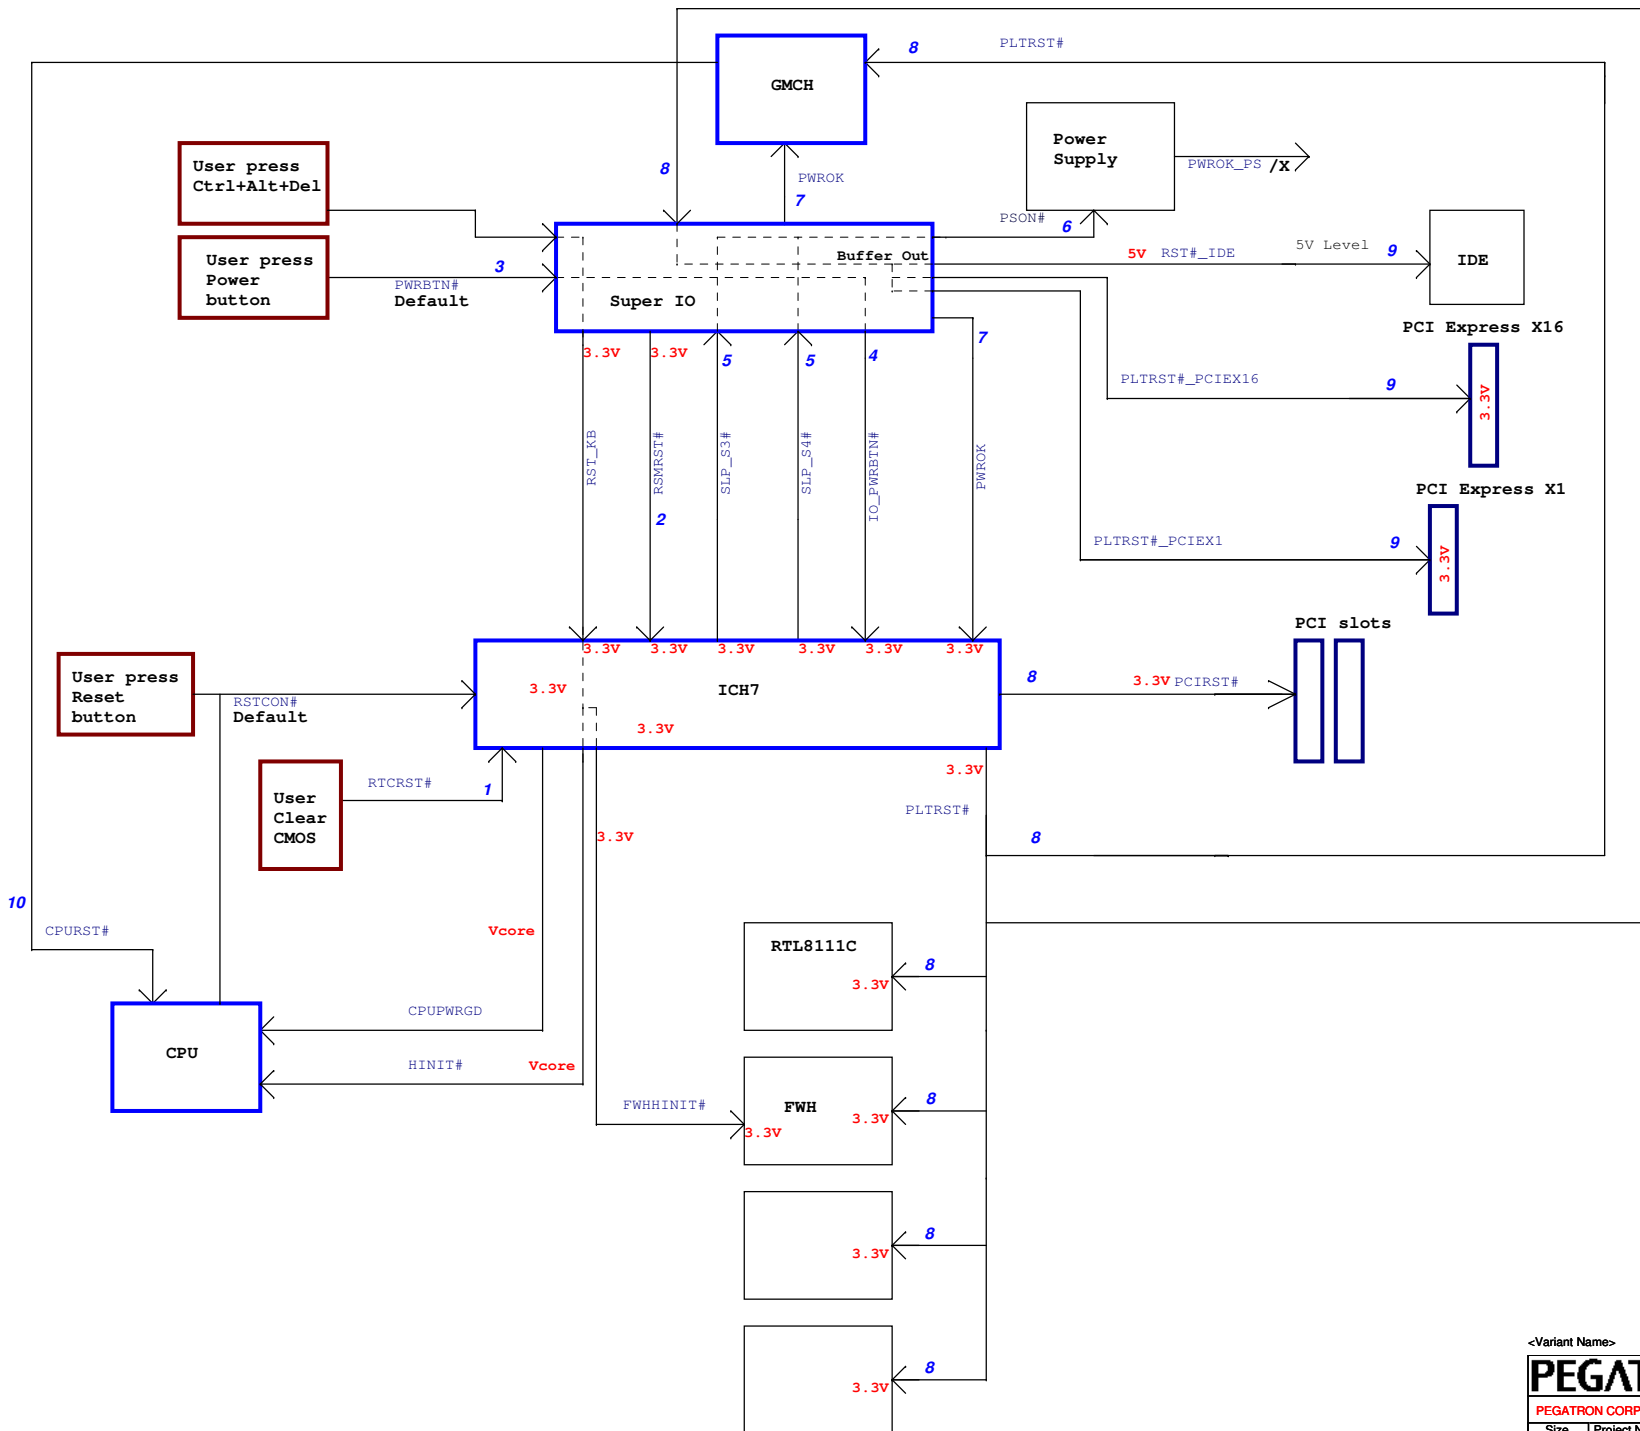 8
PLTRST#
GMCH
Power
Supply
PWROK_PS /X
User press
Ctrl+Alt+Del
8
PWROK
7
PSON#
6
User press
Power
button
3
PWRBTN#
Default
Buffer Out
Super IO
5V RST#_IDE
5V Level
9
IDE
PCI Express X16
3.3V
3.3V
5
5
4
7
PLTRST#_PCIEX16
9
3.3V
RST_KB
RSMRST#
2
SLP_S3#
SLP_S4#
IO_PWRBTN#
PWROK
PCI Express X1
PLTRST#_PCIEX1
9
3.3V
PCI slots
3.3V
3.3V
3.3V
3.3V
3.3V
3.3V
User press
Reset
button
RSTCON#
Default
3.3V
ICH7
3.3V
8
3.3V PCIRST#
User
Clear
CMOS
RTCRST#
1
3.3V
PLTRST#
8
3.3V
10
CPURST#
Vcore
RTL8111C
3.3V
8
CPUPWRGD
CPU
HINIT#
Vcore
FWHHINIT#
FWH
3.3V
3.3V
8
3.3V
8
3.3V
8
<Variant Name>
PEGAT
PEGATRON CORP
Size
Project N